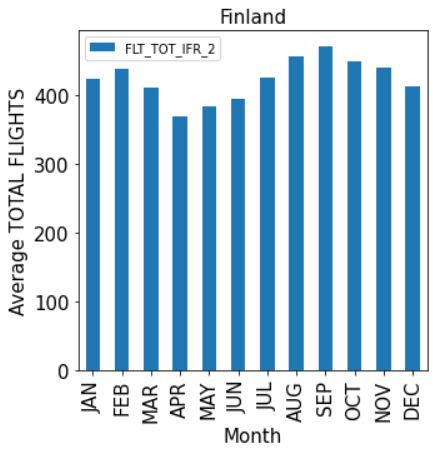 Finland
FLT_TOT_IFR_2
Average TOTAL FLIGHTS
400
300
200
100
0
JAN
FEB
MAR
APR
MAY
JUN
JUL
AUG
SEP
OCT
NOV
DEC
Month